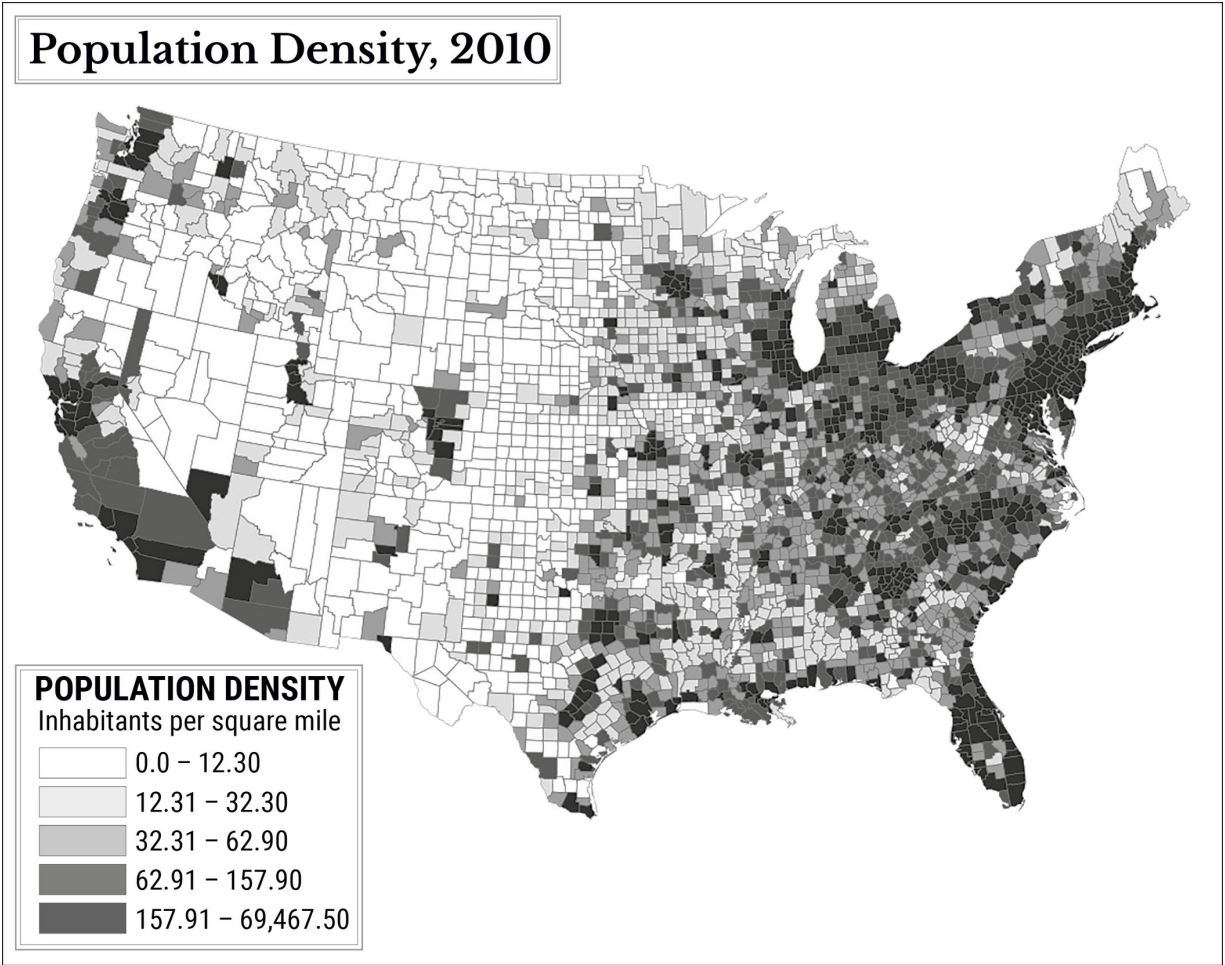 Population Density, 2010
POPULATION DENSITY
Inhabitants per square mile
0.0 – 12.30
12.31 – 32.30
32.31 – 62.90
62.91 – 157.90
157.91 – 69,467.50